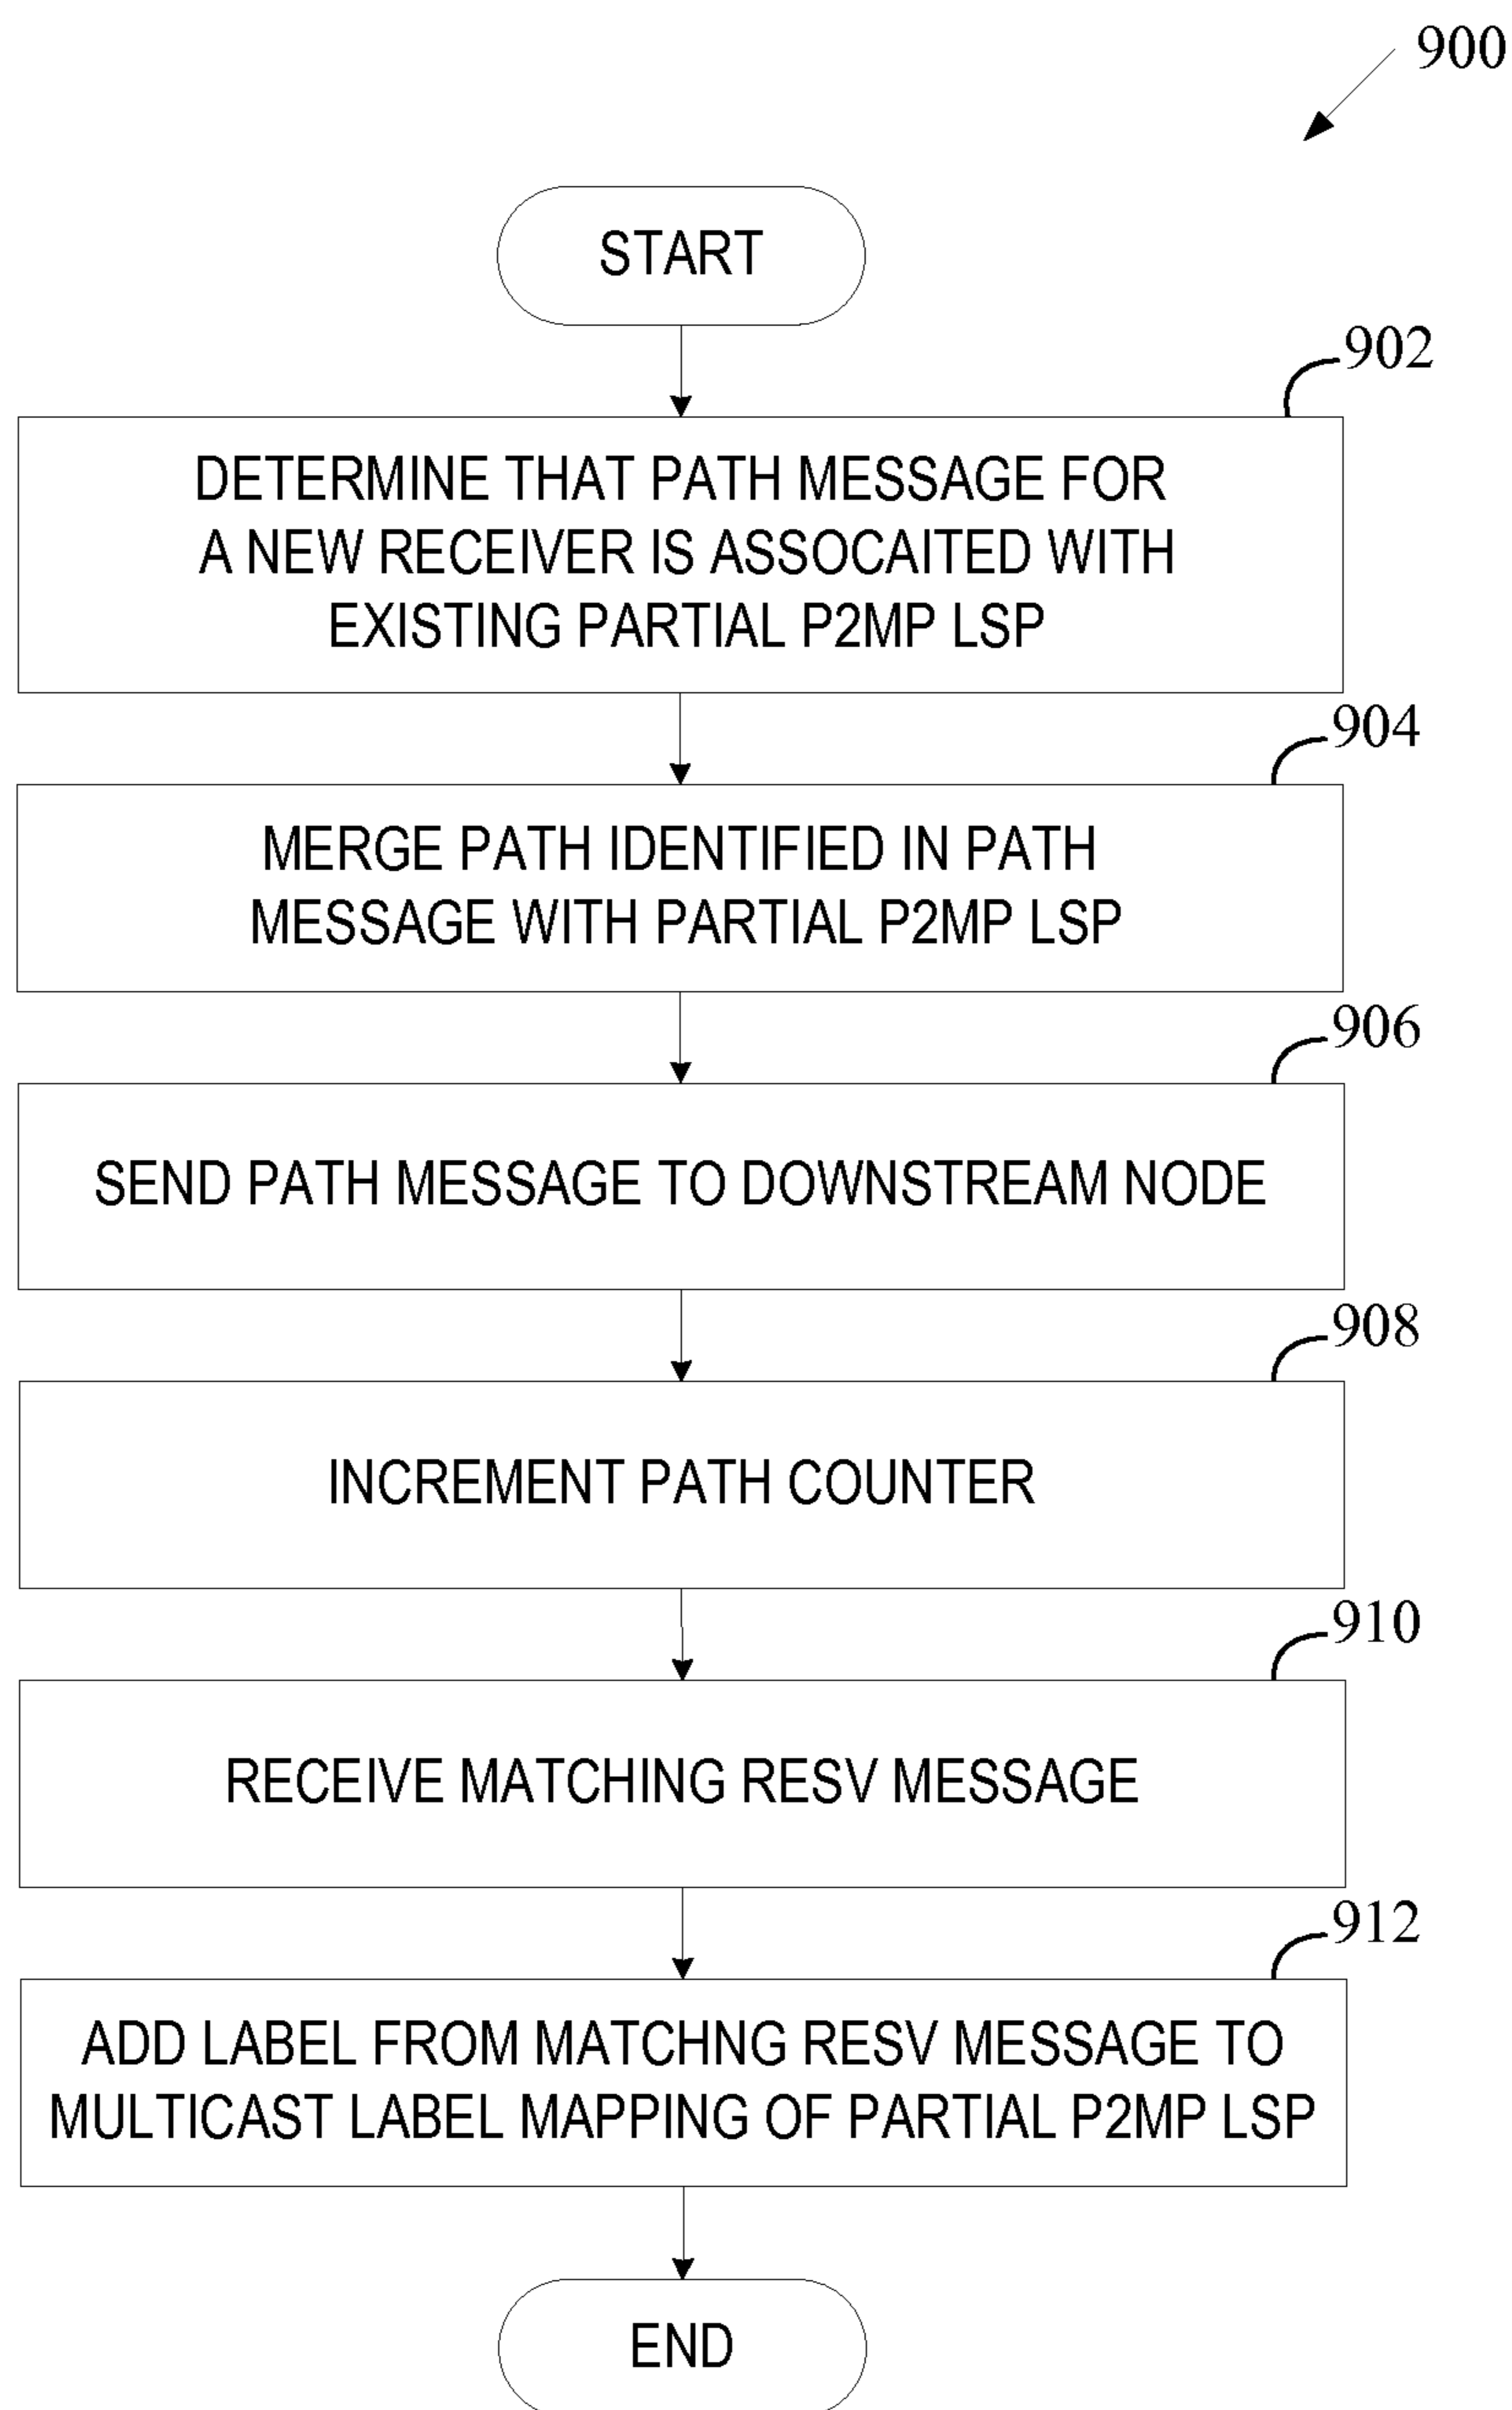 900
START
902
DETERMINE THAT PATH MESSAGE FOR
A NEW RECEIVER IS ASSOCAITED WITH
EXISTING PARTIAL P2MP LSP
904
MERGE PATH IDENTIFIED IN PATH
MESSAGE WITH PARTIAL P2MP LSP
906
SEND PATH MESSAGE TO DOWNSTREAM NODE
908
INCREMENT PATH COUNTER
910
RECEIVE MATCHING RESV MESSAGE
912
ADD LABEL FROM MATCHNG RESV MESSAGE TO
MULTICAST LABEL MAPPING OF PARTIAL P2MP LSP
END